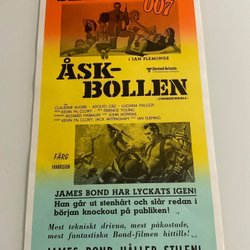 007
i IAN FLEMINGS
United Artists
ÅSK-
BOLLEN
(THUNDERBALL)
CLAUDINE AUGER · ADOLFO CELI · LUCIANA PALUZZI
KEVIN McCLORY TERENCE YOUNG
RICHARD MAIBAUM JOHN HOPKINS
KEVIN McCLORY, JACK WHITTINGHAM IAN FLEMING
FÄRG
PANAVISION
JAMES BOND HAR LYCKATS IGEN!
Han går ut stenhårt och slår redan i
början knockout på publiken!
Mest tekniskt drivna, mest påkostade,
mest fantastiska Bond-filmen hittills!
JAMES BOND HÅLLER STILEN!